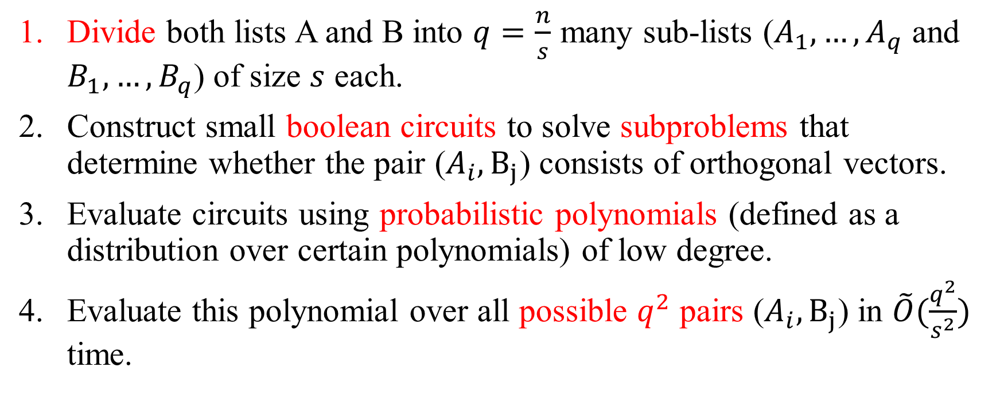 1. Divide both lists A and B into $q = \frac{n}{s}$ many sub-lists ($A_1, \ldots, A_q$ and
$B_1, \ldots, B_q$) of size $s$ each.
2. Construct small boolean circuits to solve subproblems that
determine whether the pair ($A_i, \mathrm{B_j}$) consists of orthogonal vectors.
3. Evaluate circuits using probabilistic polynomials (defined as a
distribution over certain polynomials) of low degree.
4. Evaluate this polynomial over all possible $q^2$ pairs ($A_i, \mathrm{B_j}$) in $\tilde{O}(\frac{q^2}{s^2})$
time.